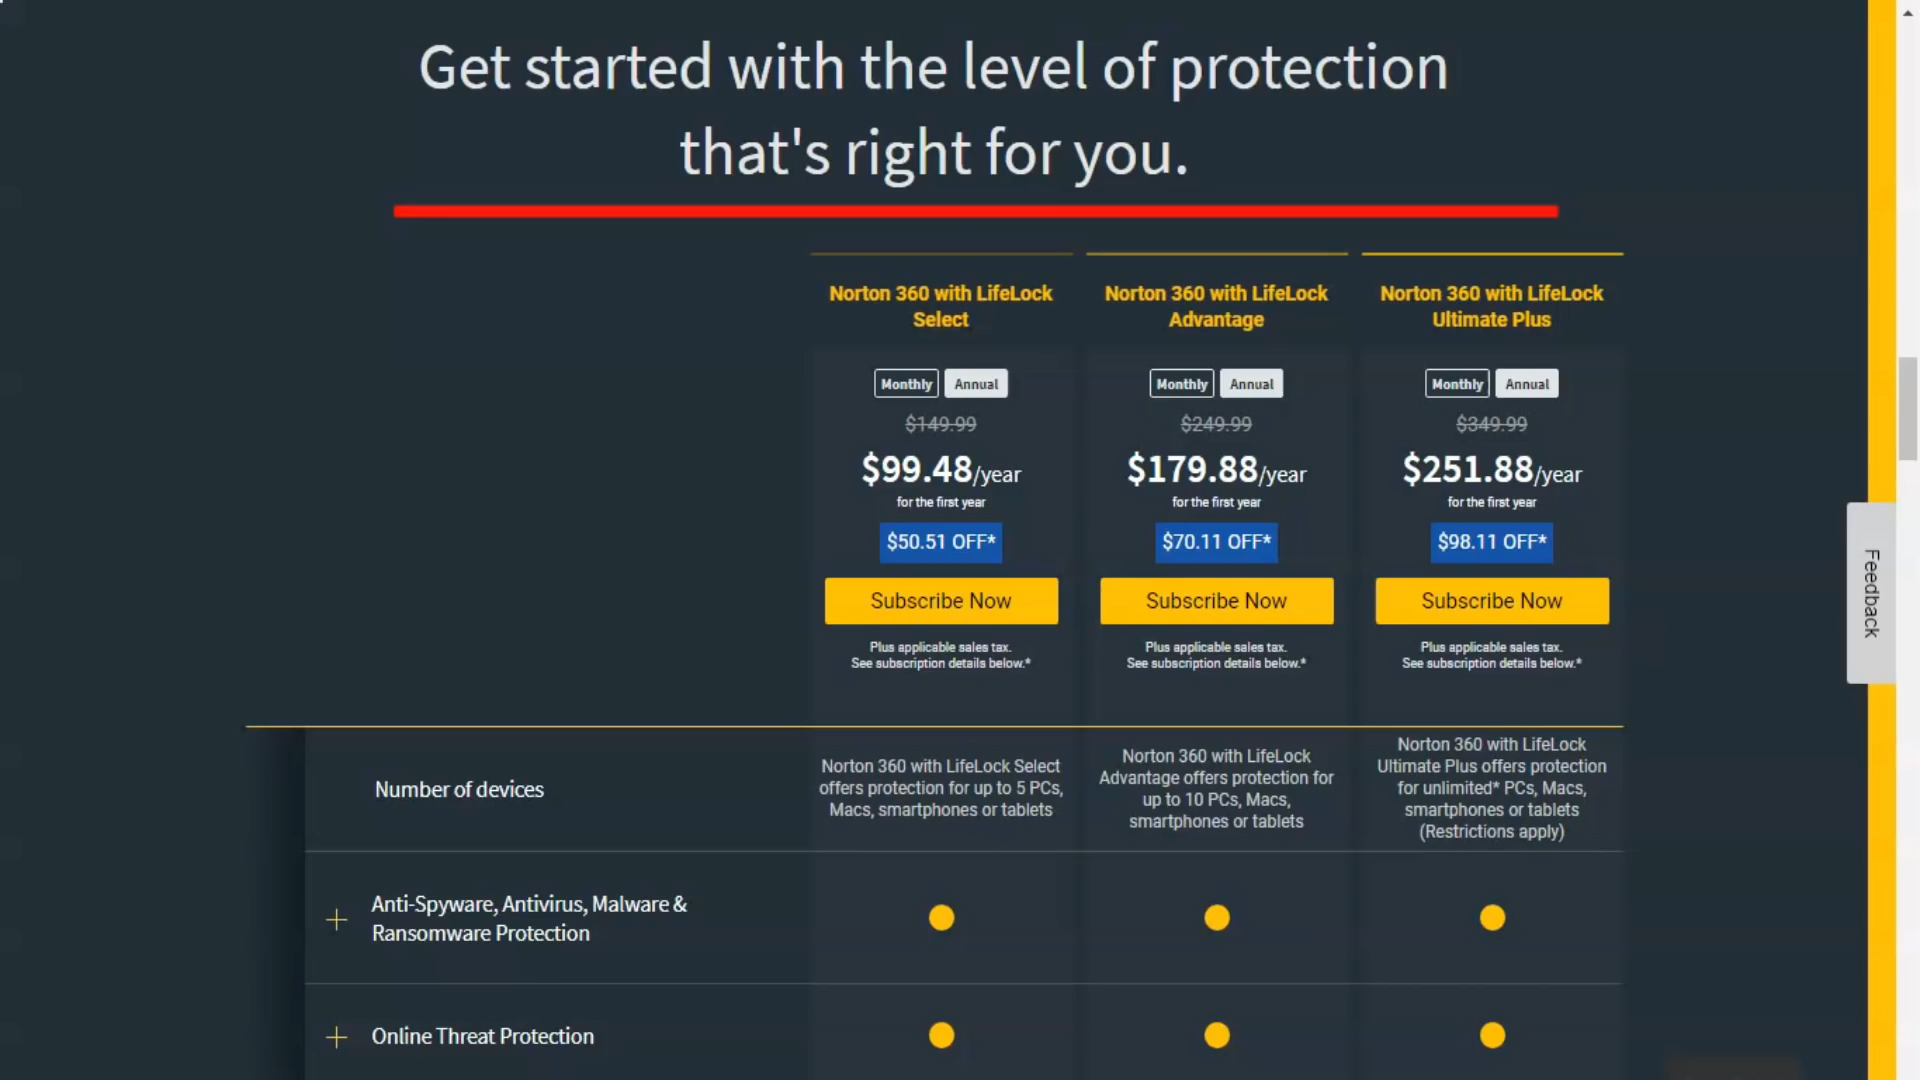 Get started with the level of protection
that's right for you.
Norton 360 with LifeLock
Select
Norton 360 with LifeLock
Advantage
Norton 360 with LifeLock
Ultimate Plus
Monthly Annual
Monthly Annual
Monthly Annual
$149.99
$249.99
$349.99
$99.48/year
$179.88/year
$251.88/year
for the first year
for the first year
for the first year
$50.51 OFF*
$70.11 OFF*
$98.11 OFF*
Subscribe Now
Subscribe Now
Subscribe Now
Plus applicable sales tax.
See subscription details below.*
Plus applicable sales tax.
See subscription details below.*
Plus applicable sales tax.
See subscription details below.*
Feedback
Number of devices
Norton 360 with LifeLock Select
offers protection for up to 5 PCs,
Macs, smartphones or tablets
Norton 360 with LifeLock
Advantage offers protection for
up to 10 PCs, Macs,
smartphones or tablets
Norton 360 with LifeLock
Ultimate Plus offers protection
for unlimited* PCs, Macs,
smartphones or tablets
(Restrictions apply)
Anti-Spyware, Antivirus, Malware &
Ransomware Protection
Online Threat Protection